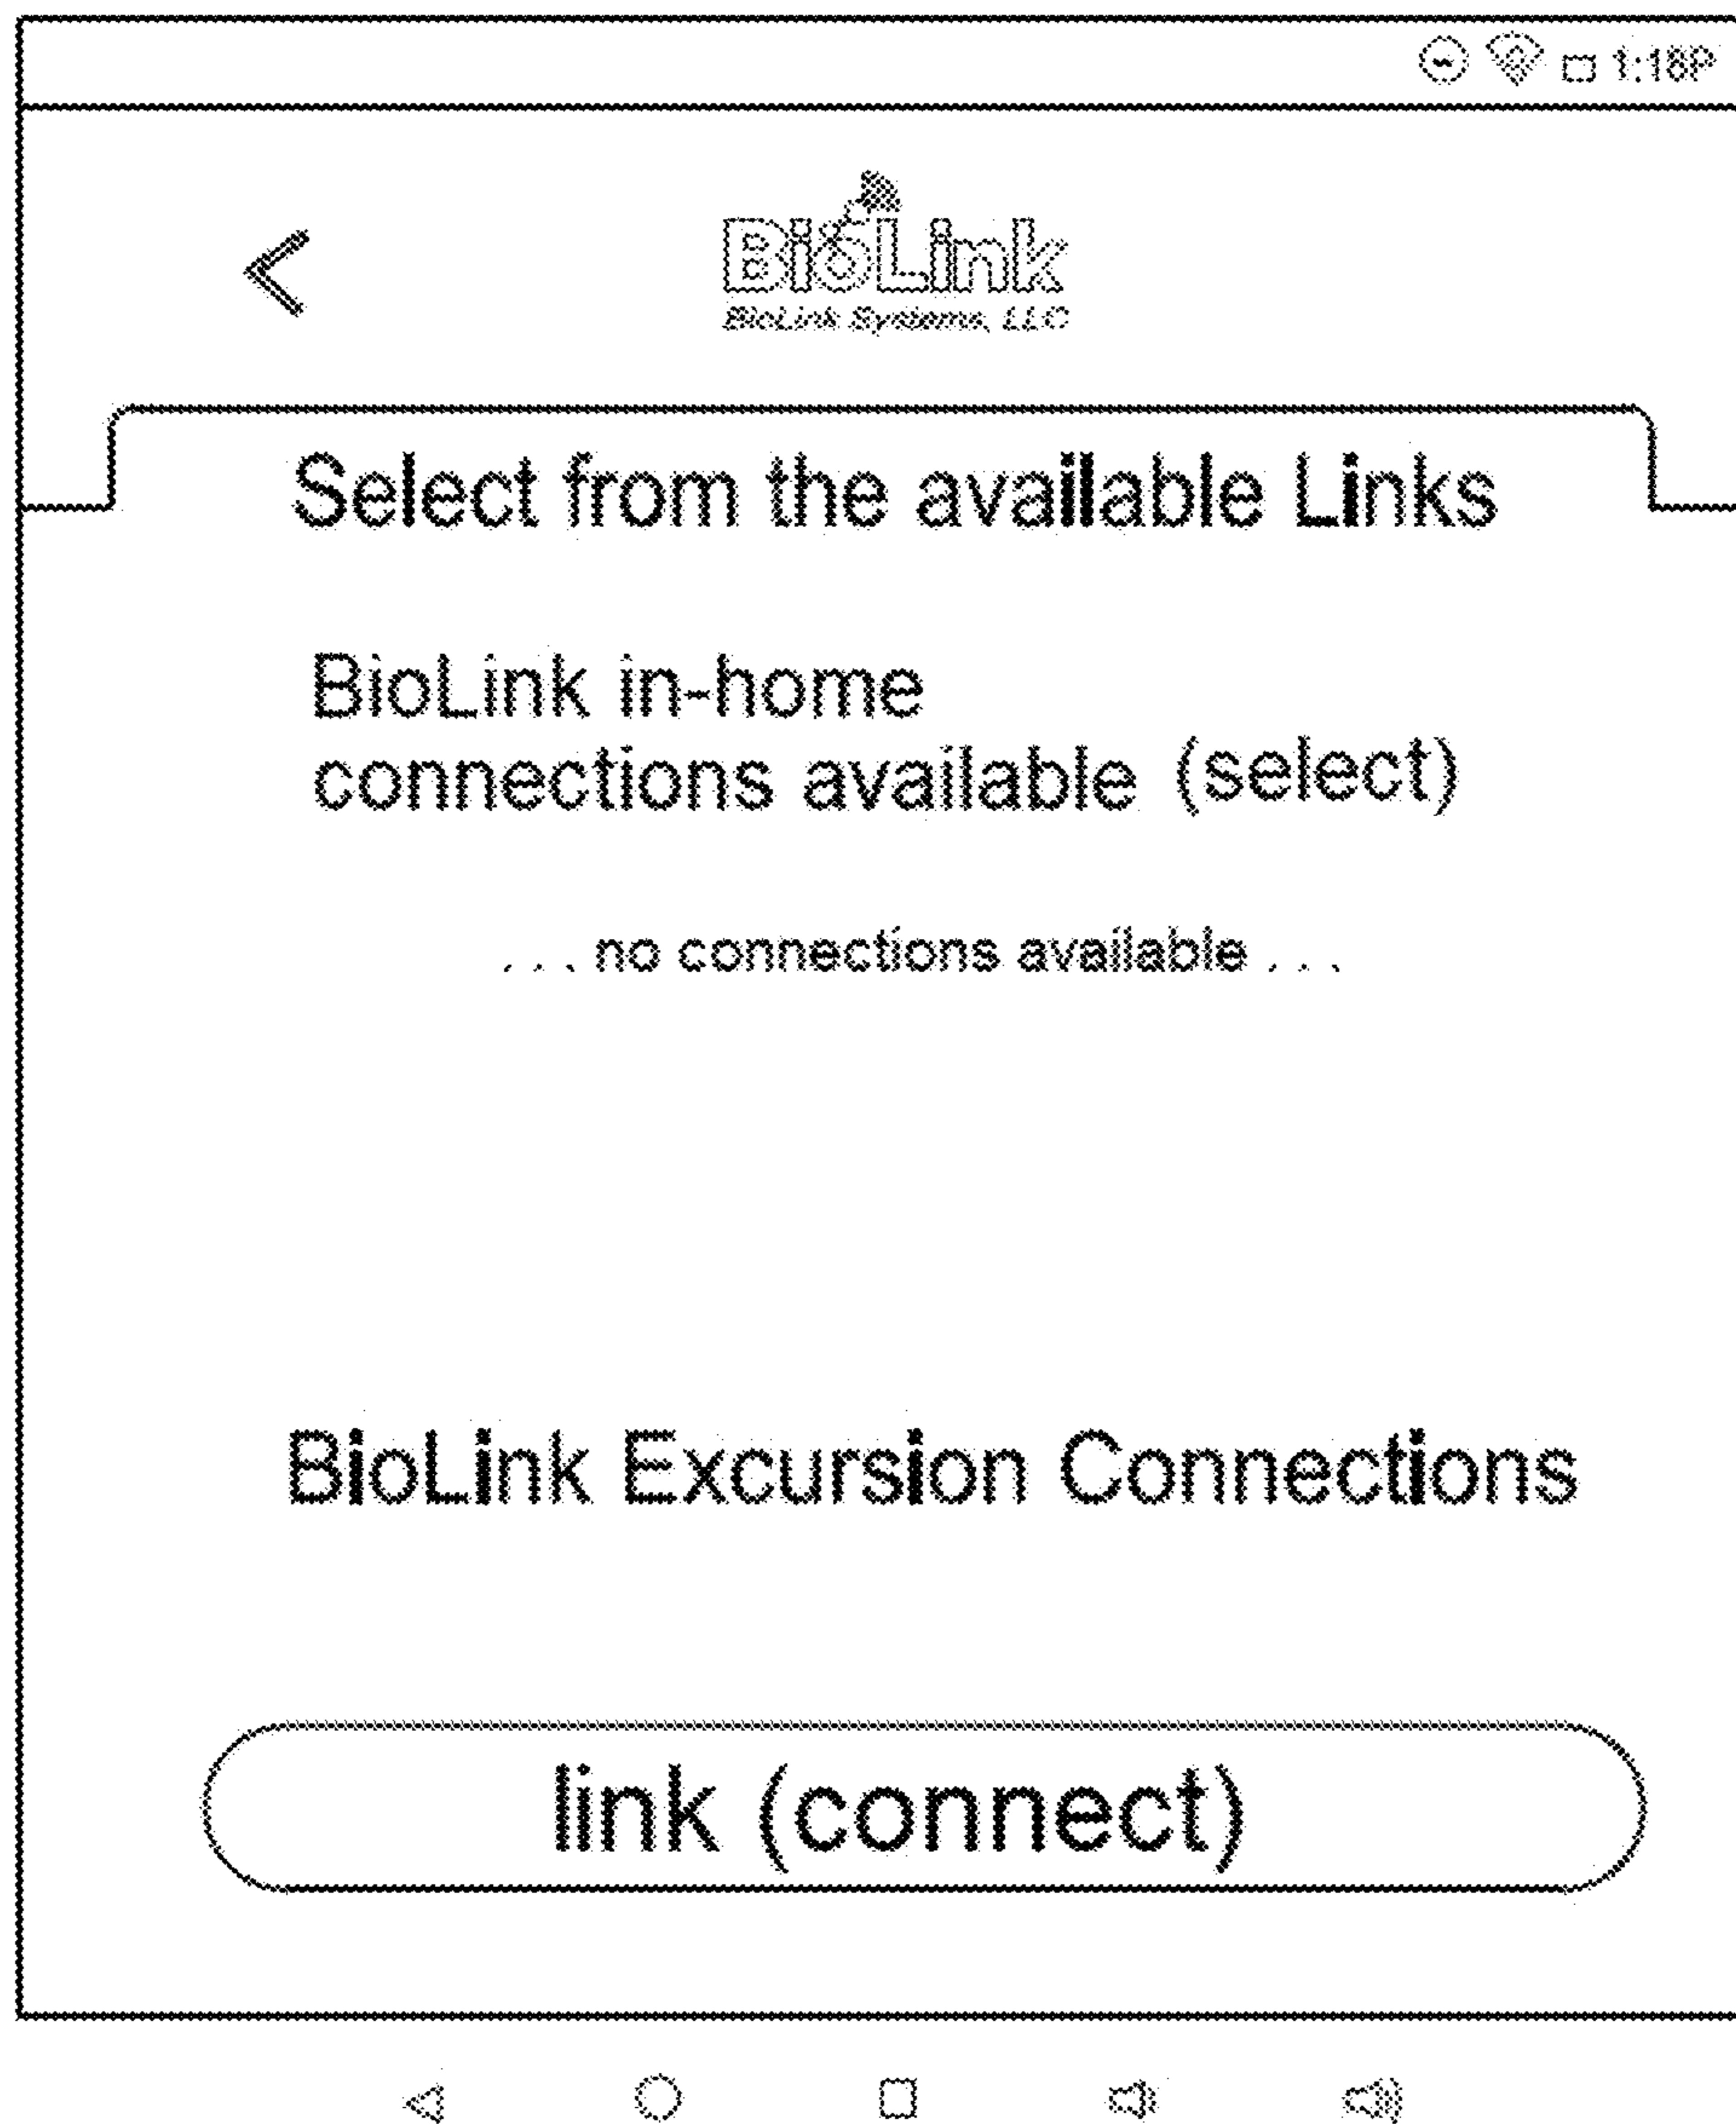 1:18P
BioLink
BioLink Systems, LLC
Select from the available Links
BioLink in-home
connections available (select)
. . . no connections available . . .
BioLink Excursion Connections
link (connect)